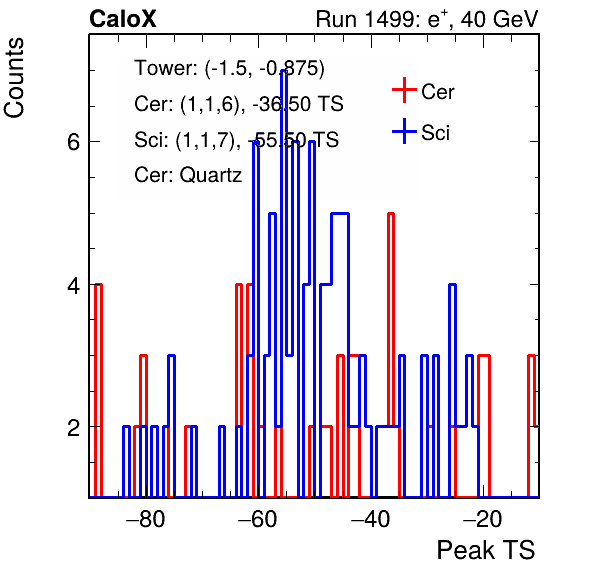 CaloX
Run 1499: e+, 40 GeV
Counts
Tower: (-1.5, -0.875)
Cer: (1,1,6), -36.50 TS
Sci: (1,1,7), -55.50 TS
Cer: Quartz
Cer
Sci
6
4
2
−80
−60
−40
−20
Peak TS